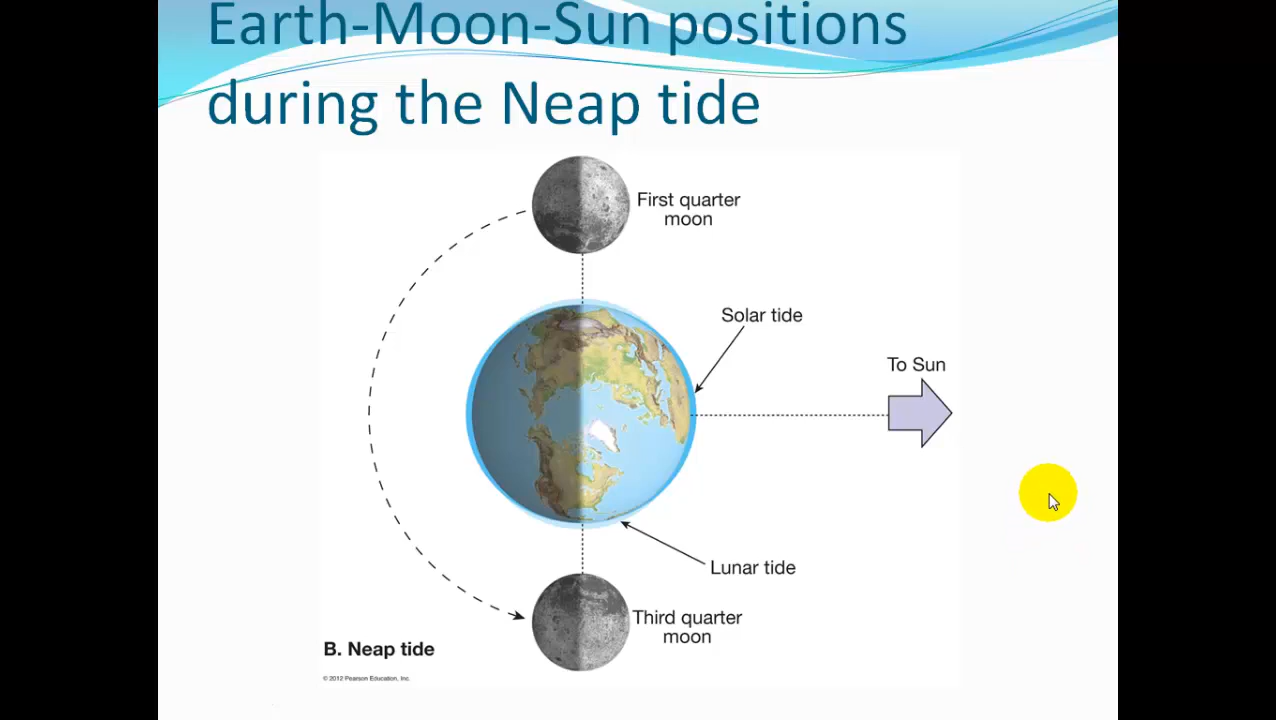 Earth-Moon-Sun positions
during the Neap tide
First quarter
moon
Solar tide
To Sun
Lunar tide
Third quarter
moon
B. Neap tide
© 2012 Pearson Education, Inc.